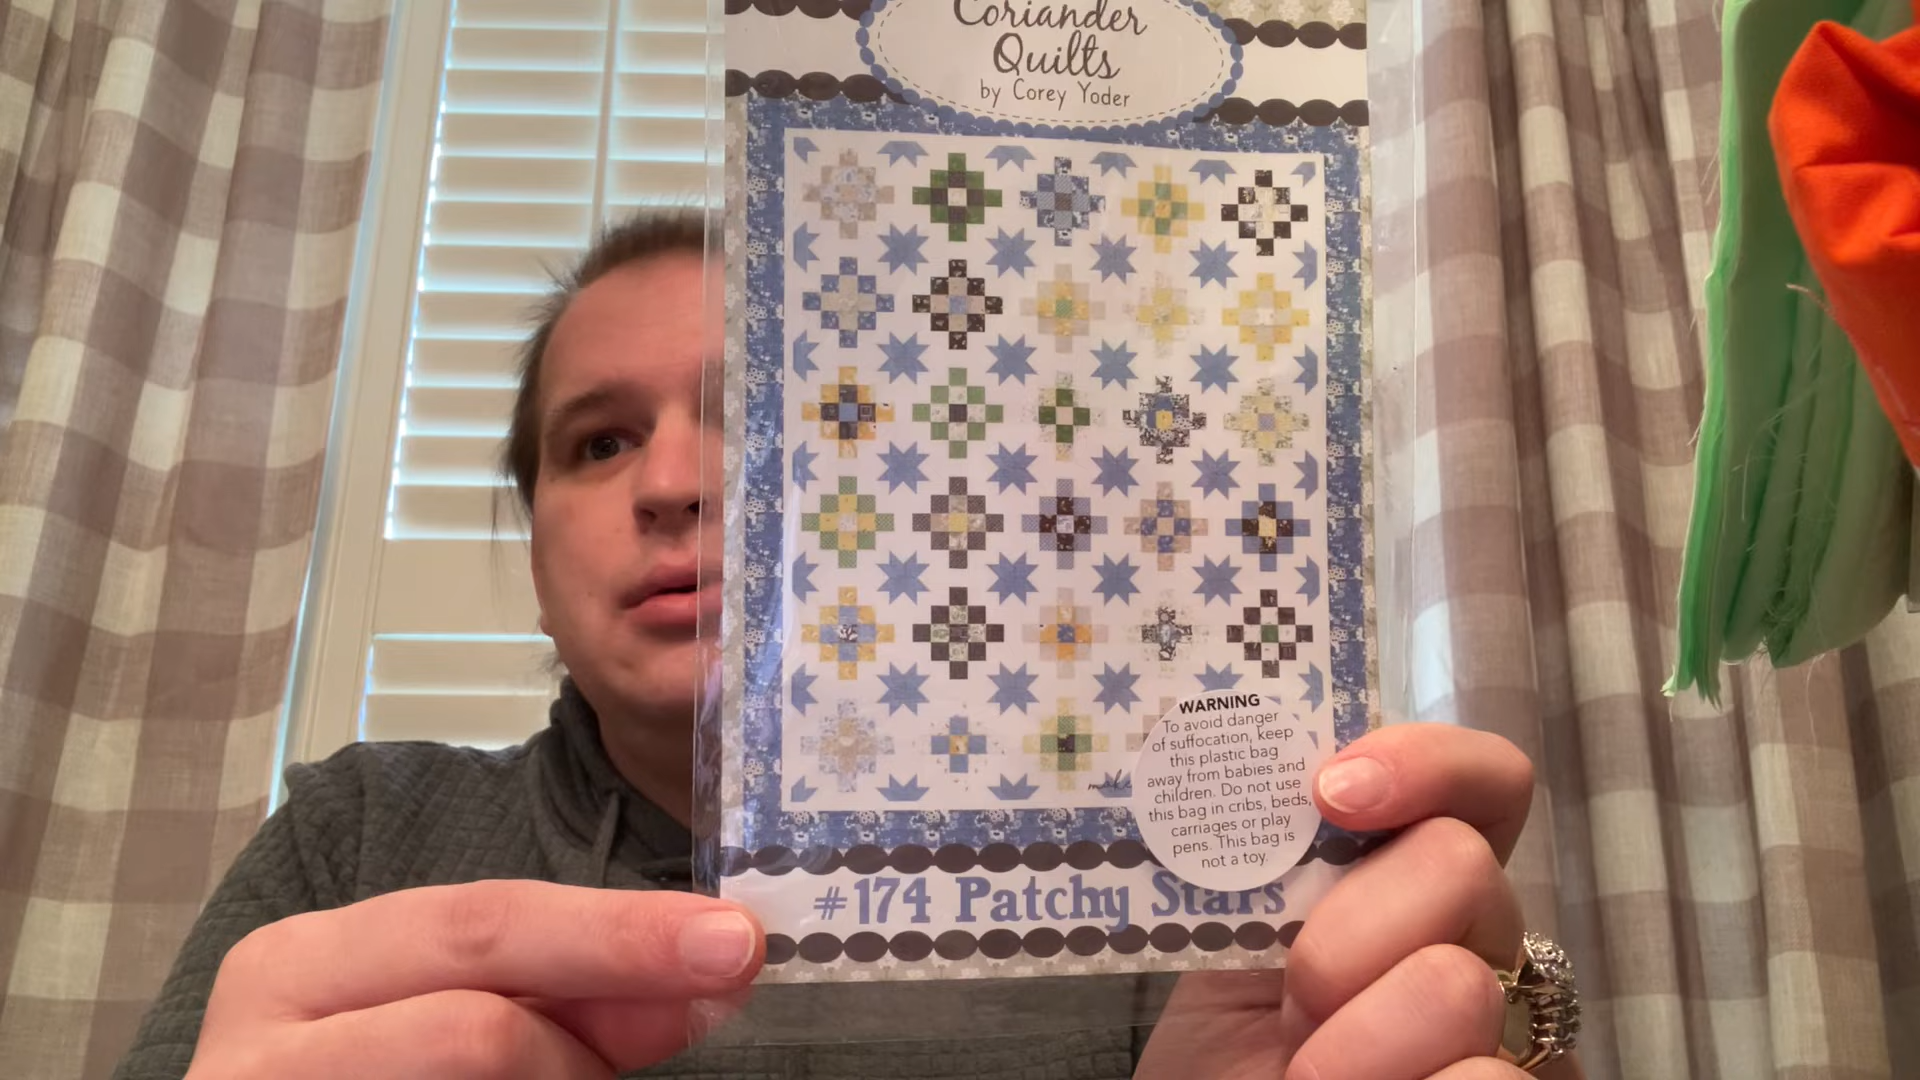 Coriander
Quilts
by Corey Yoder
make
WARNING
To avoid danger
of suffocation, keep
this plastic bag
away from babies and
children. Do not use
this bag in cribs, beds,
carriages or play
pens. This bag is
not a toy.
#174 Patchy Stars